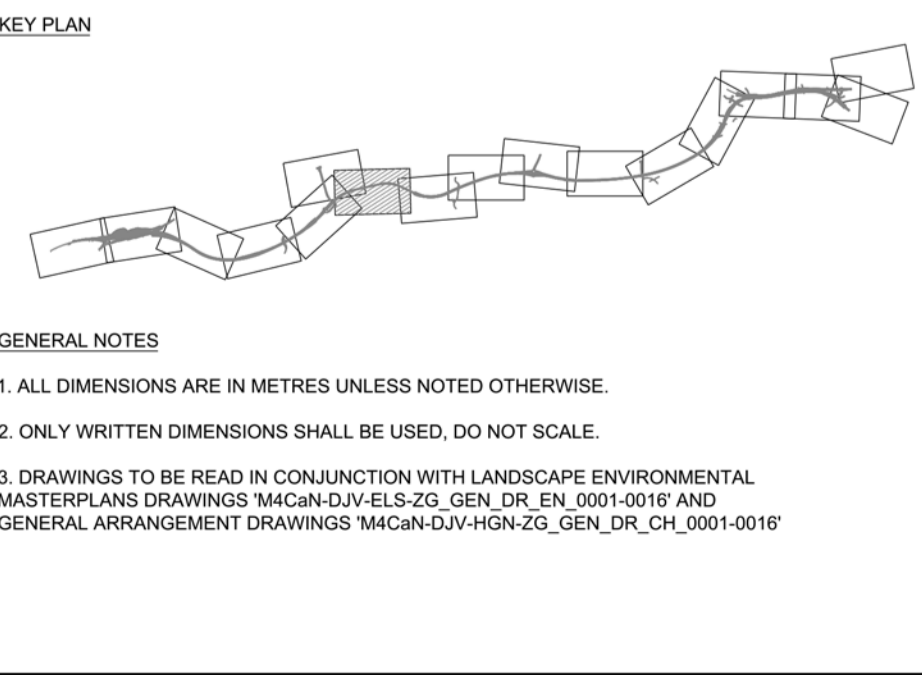 KEY PLAN
GENERAL NOTES
1. ALL DIMENSIONS ARE IN METRES UNLESS NOTED OTHERWISE.
2. ONLY WRITTEN DIMENSIONS SHALL BE USED, DO NOT SCALE.
3. DRAWINGS TO BE READ IN CONJUNCTION WITH LANDSCAPE ENVIRONMENTAL
MASTERPLANS DRAWINGS 'M4CaN-DJV-ELS-ZG_GEN_DR_EN_0001-0016' AND
GENERAL ARRANGEMENT DRAWINGS 'M4CaN-DJV-HGN-ZG_GEN_DR_CH_0001-0016'